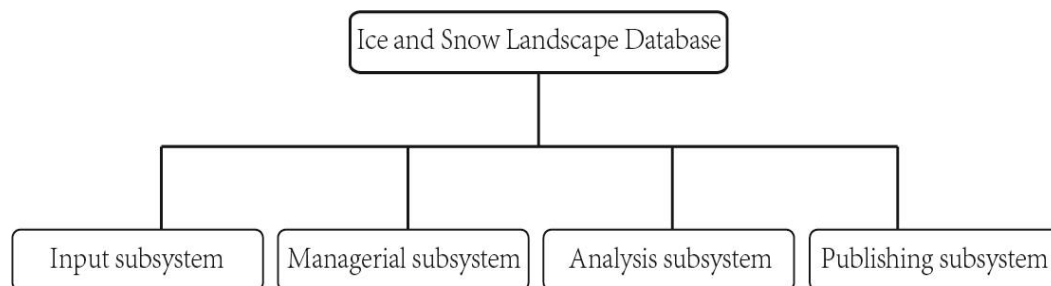 Ice and Snow Landscape Database
Input subsystem
Managerial subsystem
Analysis subsystem
Publishing subsystem